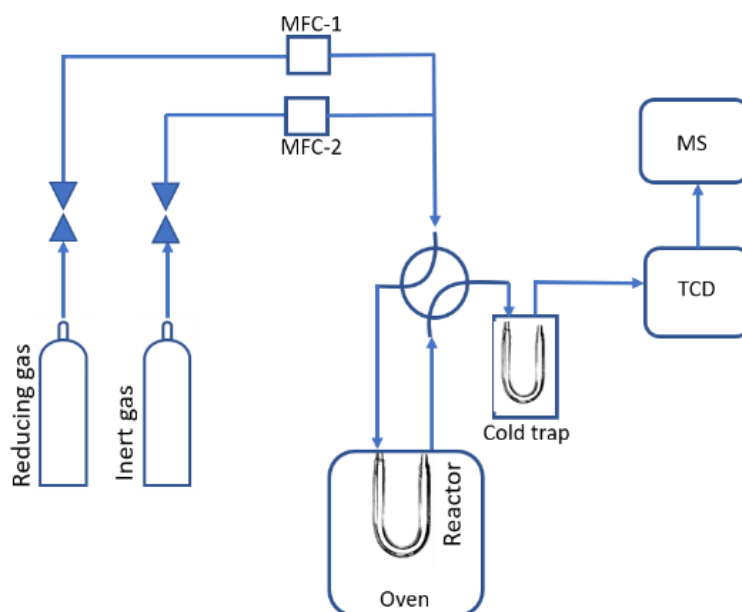 MFC-1
MFC-2
MS
TCD
Reducing gas
Inert gas
Cold trap
Reactor
Oven